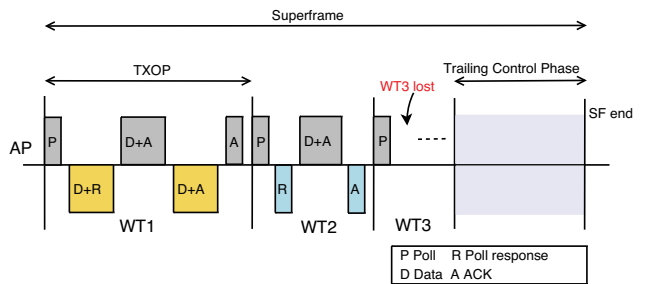 Superframe
TXOP
Trailing Control Phase
WT3 lost
SF end
AP
P
D+R
D+A
D+A
A
P
R
D+A
A
P
WT1
WT2
WT3
P Poll R Poll response
D Data A ACK